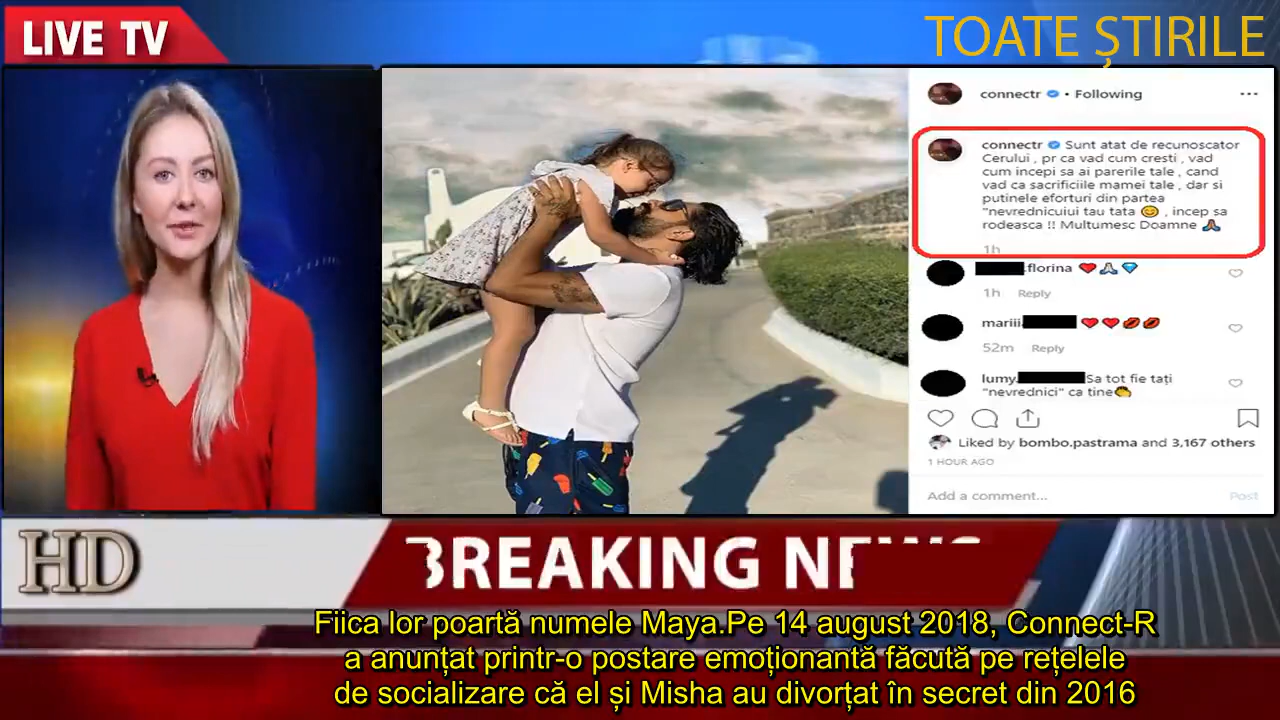 LIVE TV
TOATE ȘTIRILE
connectr • Following
connectr Sunt atat de recunoscator
Cerului , pr ca vad cum cresti , vad
cum incepi sa ai parerile tale , cand
vad ca sacrificiile mamei tale , dar si
putinele eforturi din partea
"nevrednicuiui tau tata 😊 , incep sa
rodeasca !! Multumesc Doamne 🙏
1h
.florina ❤️🙏💎
1h Reply
mariii ❤️❤️💋💋
52m Reply
lumy. Sa tot fie tați
"nevrednici" ca tine👏
Liked by bombo.pastrama and 3,167 others
1 HOUR AGO
Add a comment... Post
HD
BREAKING NEWS
Fiica lor poartă numele Maya.Pe 14 august 2018, Connect-R
a anunțat printr-o postare emoționantă făcută pe rețelele
de socializare că el și Misha au divorțat în secret din 2016